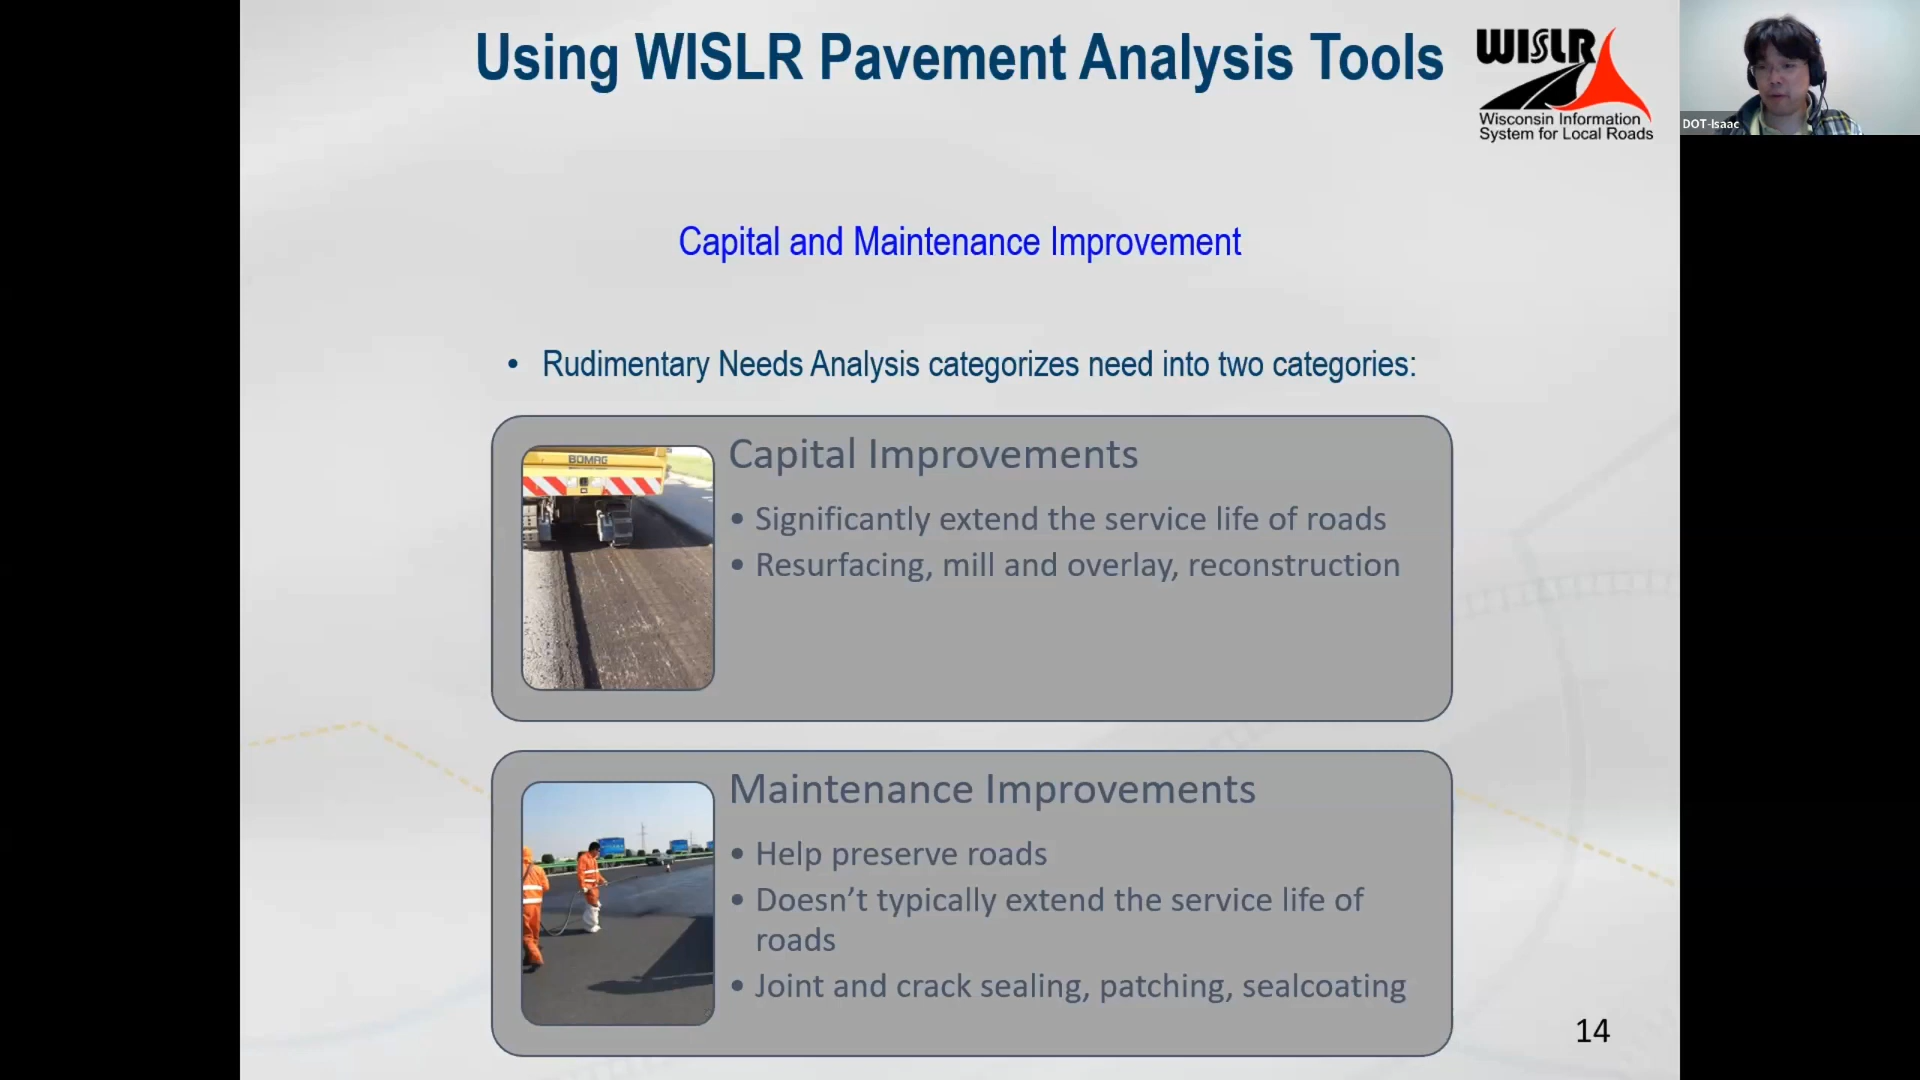 Using WISLR Pavement Analysis Tools
WISLR
Wisconsin Information
System for Local Roads
DOT-Isaac
Capital and Maintenance Improvement
• Rudimentary Needs Analysis categorizes need into two categories:
BOMAG
Capital Improvements
• Significantly extend the service life of roads
• Resurfacing, mill and overlay, reconstruction
Maintenance Improvements
• Help preserve roads
• Doesn’t typically extend the service life of
roads
• Joint and crack sealing, patching, sealcoating
14